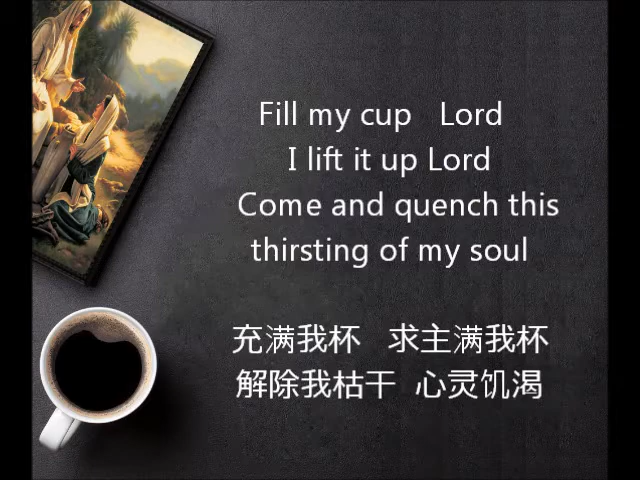 Fill my cup   Lord
I lift it up Lord
Come and quench this
thirsting of my soul
充满我杯   求主满我杯
解除我枯干  心灵饥渴